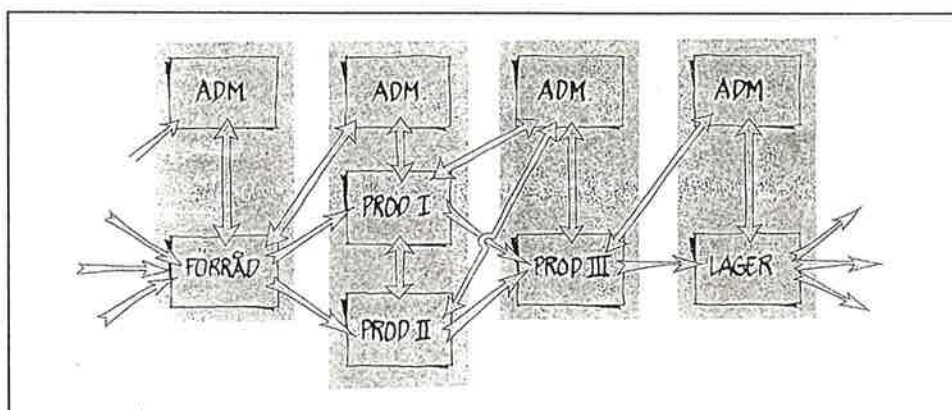 ADM
ADM
ADM
ADM
PROD I
FÖRRÅD
PROD III
LAGER
PROD II